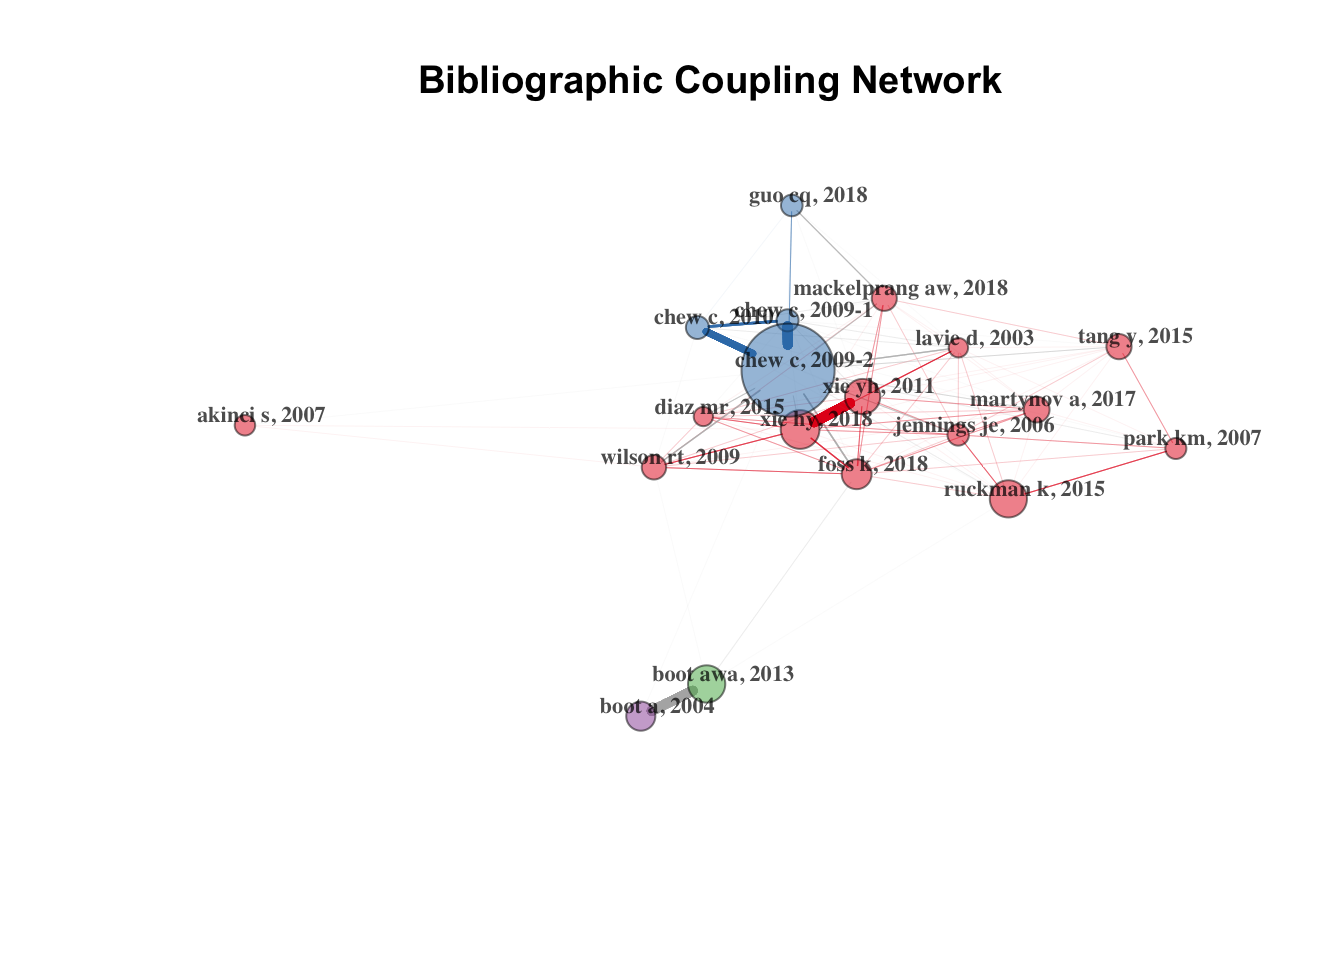 Bibliographic Coupling Network
guo cq, 2018
mackelprang aw, 2018
chew c, 2009-1
chew c, 2010
tang y, 2015
lavie d, 2003
chew c, 2009-2
xie yh, 2011
martynov a, 2017
diaz mr, 2015
akinci s, 2007
xie hy, 2018
jennings je, 2006
park km, 2007
wilson rt, 2009
foss k, 2018
ruckman k, 2015
boot awa, 2013
boot a, 2004